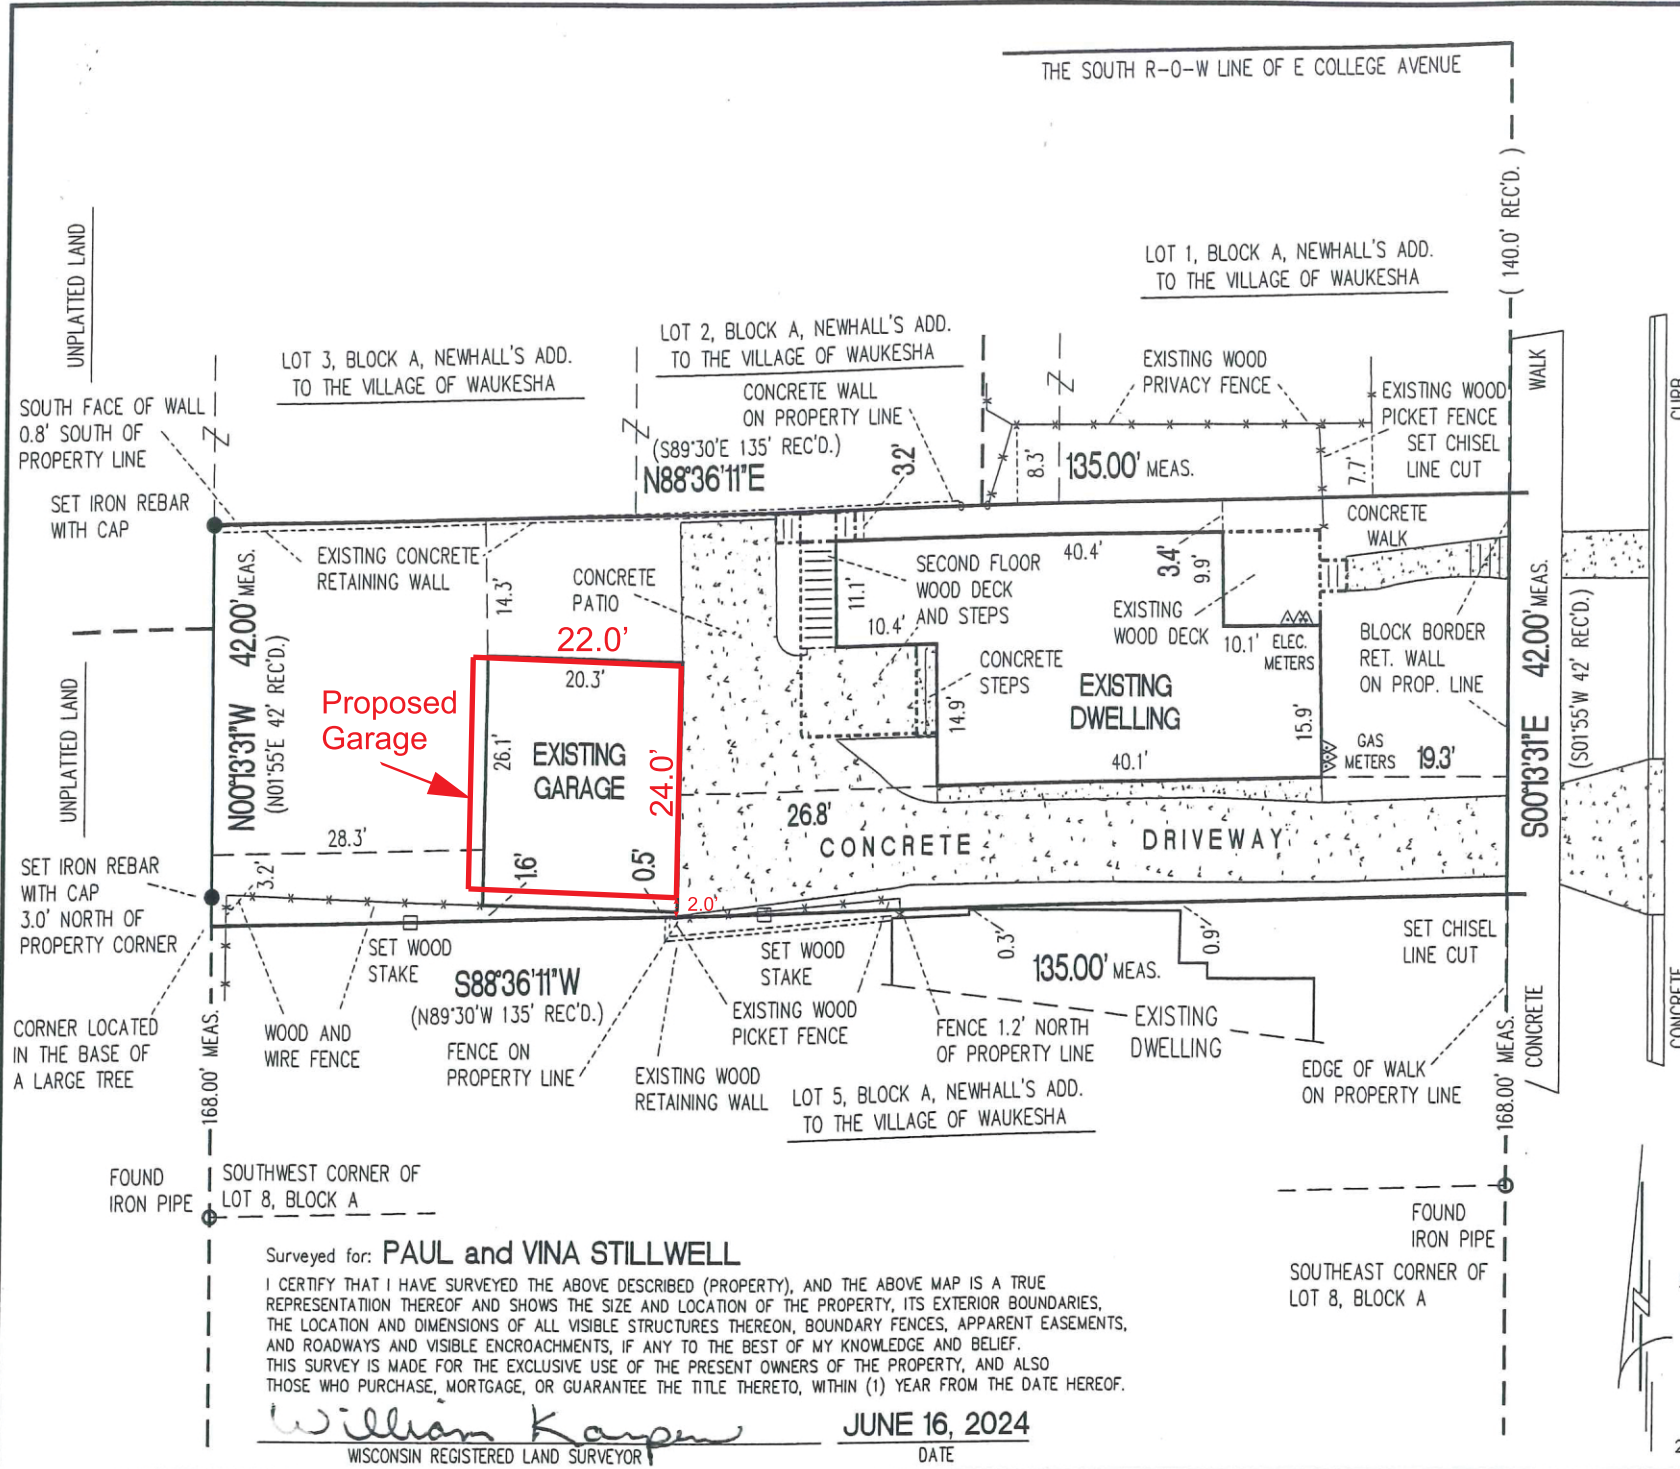 THE SOUTH R-O-W LINE OF E COLLEGE AVENUE
( 140.0' REC'D. )
UNPLATTED LAND
LOT 1, BLOCK A, NEWHALL'S ADD.
TO THE VILLAGE OF WAUKESHA
LOT 2, BLOCK A, NEWHALL'S ADD.
TO THE VILLAGE OF WAUKESHA
LOT 3, BLOCK A, NEWHALL'S ADD.
TO THE VILLAGE OF WAUKESHA
EXISTING WOOD
PRIVACY FENCE
WALK
CURB
CONCRETE WALL
ON PROPERTY LINE
EXISTING WOOD
PICKET FENCE
SET CHISEL
LINE CUT
SOUTH FACE OF WALL
0.8' SOUTH OF
PROPERTY LINE
(S89°30'E 135' REC'D.)
N88°36'11"E
3.2'
8.3'
135.00' MEAS.
7.7'
SET IRON REBAR
WITH CAP
CONCRETE
WALK
EXISTING CONCRETE
RETAINING WALL
14.3'
CONCRETE
PATIO
11.1'
SECOND FLOOR
WOOD DECK
AND STEPS
40.4'
3.4'
9.9'
EXISTING
WOOD DECK
10.4'
10.1'
ELEC.
METERS
BLOCK BORDER
RET. WALL
ON PROP. LINE
N00°13'31"W 42.00' MEAS.
(N01°55'E 42' REC'D.)
S00°13'31"E 42.00' MEAS.
(S01°55'W 42' REC'D.)
22.0'
20.3'
Proposed
Garage
CONCRETE
STEPS
UNPLATTED LAND
26.1'
EXISTING
GARAGE
24.0'
14.9'
EXISTING
DWELLING
15.9'
GAS
METERS
19.3'
40.1'
26.8'
CONCRETE DRIVEWAY
28.3'
3.2'
1.6'
0.5'
2.0'
SET IRON REBAR
WITH CAP
3.0' NORTH OF
PROPERTY CORNER
SET WOOD
STAKE
SET WOOD
STAKE
0.3'
0.9'
SET CHISEL
LINE CUT
S88°36'11"W
(N89°30'W 135' REC'D.)
135.00' MEAS.
CORNER LOCATED
IN THE BASE OF
A LARGE TREE
WOOD AND
WIRE FENCE
FENCE ON
PROPERTY LINE
EXISTING WOOD
PICKET FENCE
EXISTING WOOD
RETAINING WALL
FENCE 1.2' NORTH
OF PROPERTY LINE
EXISTING
DWELLING
EDGE OF WALK
ON PROPERTY LINE
CONCRETE
CONCRETE
168.00' MEAS.
168.00' MEAS.
LOT 5, BLOCK A, NEWHALL'S ADD.
TO THE VILLAGE OF WAUKESHA
FOUND
IRON PIPE
SOUTHWEST CORNER OF
LOT 8, BLOCK A
FOUND
IRON PIPE
SOUTHEAST CORNER OF
LOT 8, BLOCK A
Surveyed for: PAUL and VINA STILLWELL
I CERTIFY THAT I HAVE SURVEYED THE ABOVE DESCRIBED (PROPERTY), AND THE ABOVE MAP IS A TRUE
REPRESENTATION THEREOF AND SHOWS THE SIZE AND LOCATION OF THE PROPERTY, ITS EXTERIOR BOUNDARIES,
THE LOCATION AND DIMENSIONS OF ALL VISIBLE STRUCTURES THEREON, BOUNDARY FENCES, APPARENT EASEMENTS,
AND ROADWAYS AND VISIBLE ENCROACHMENTS, IF ANY TO THE BEST OF MY KNOWLEDGE AND BELIEF.
THIS SURVEY IS MADE FOR THE EXCLUSIVE USE OF THE PRESENT OWNERS OF THE PROPERTY, AND ALSO
THOSE WHO PURCHASE, MORTGAGE, OR GUARANTEE THE TITLE THERETO, WITHIN (1) YEAR FROM THE DATE HEREOF.
William Karpen
WISCONSIN REGISTERED LAND SURVEYOR
JUNE 16, 2024
DATE